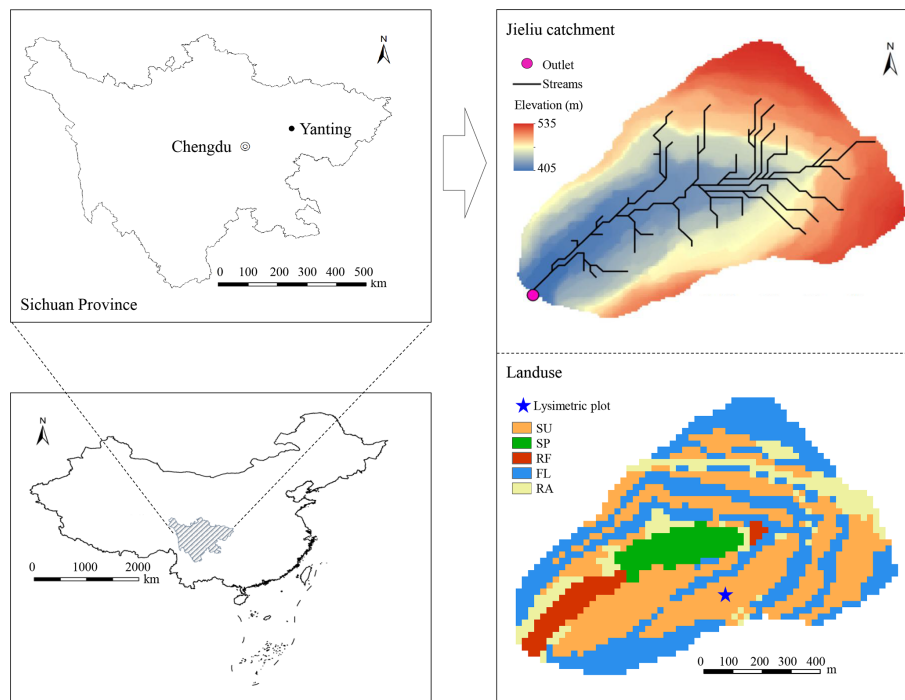 N
Yanting
Chengdu
0 100 200 300 400 500
km
Sichuan Province
N
0 1000 2000
km
Jieliu catchment
N
Outlet
Streams
Elevation (m)
535
405
Landuse
Lysimetric plot
SU
SP
RF
FL
RA
0 100 200 300 400
m